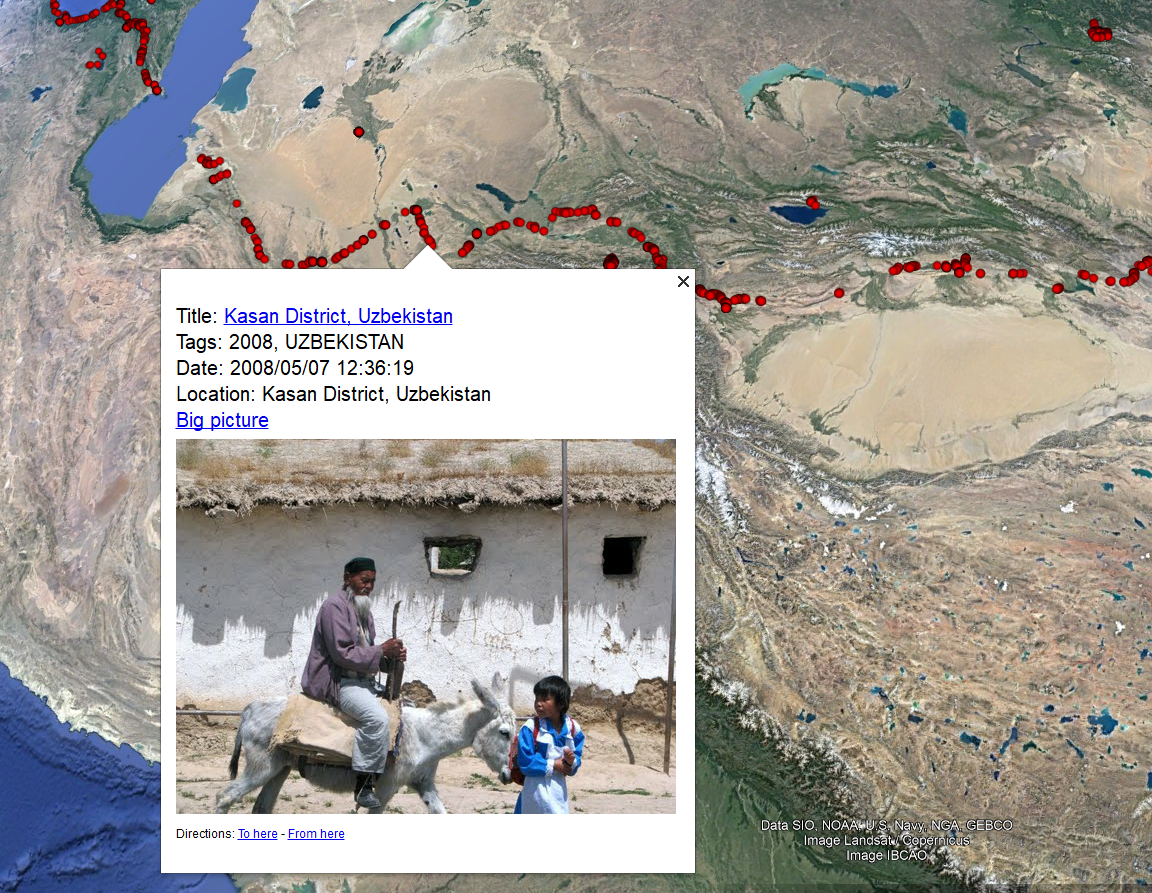 Title: Kasan District, Uzbekistan
Tags: 2008, UZBEKISTAN
Date: 2008/05/07 12:36:19
Location: Kasan District, Uzbekistan
Big picture
Directions: To here - From here
Data SIO, NOAA, U.S. Navy, NGA, GEBCO
Image Landsat / Copernicus
Image IBCAO